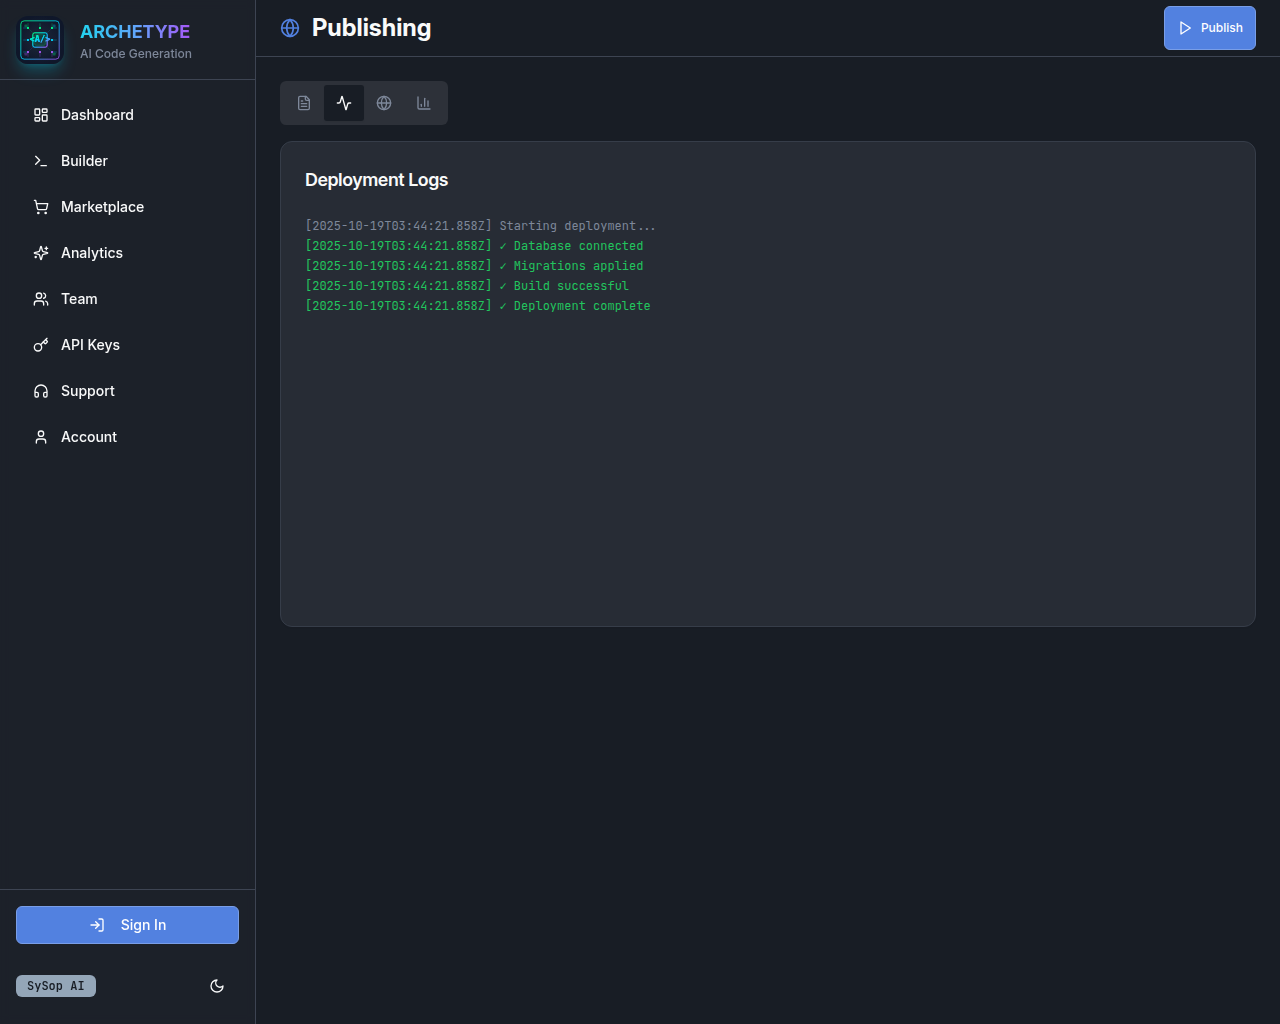 ARCHETYPE
AI Code Generation
Dashboard
Builder
Marketplace
Analytics
Team
API Keys
Support
Account
Sign In
SySop AI
Publishing
Publish
Deployment Logs
[2025-10-19T03:44:21.858Z] Starting deployment...
[2025-10-19T03:44:21.858Z] ✓ Database connected
[2025-10-19T03:44:21.858Z] ✓ Migrations applied
[2025-10-19T03:44:21.858Z] ✓ Build successful
[2025-10-19T03:44:21.858Z] ✓ Deployment complete